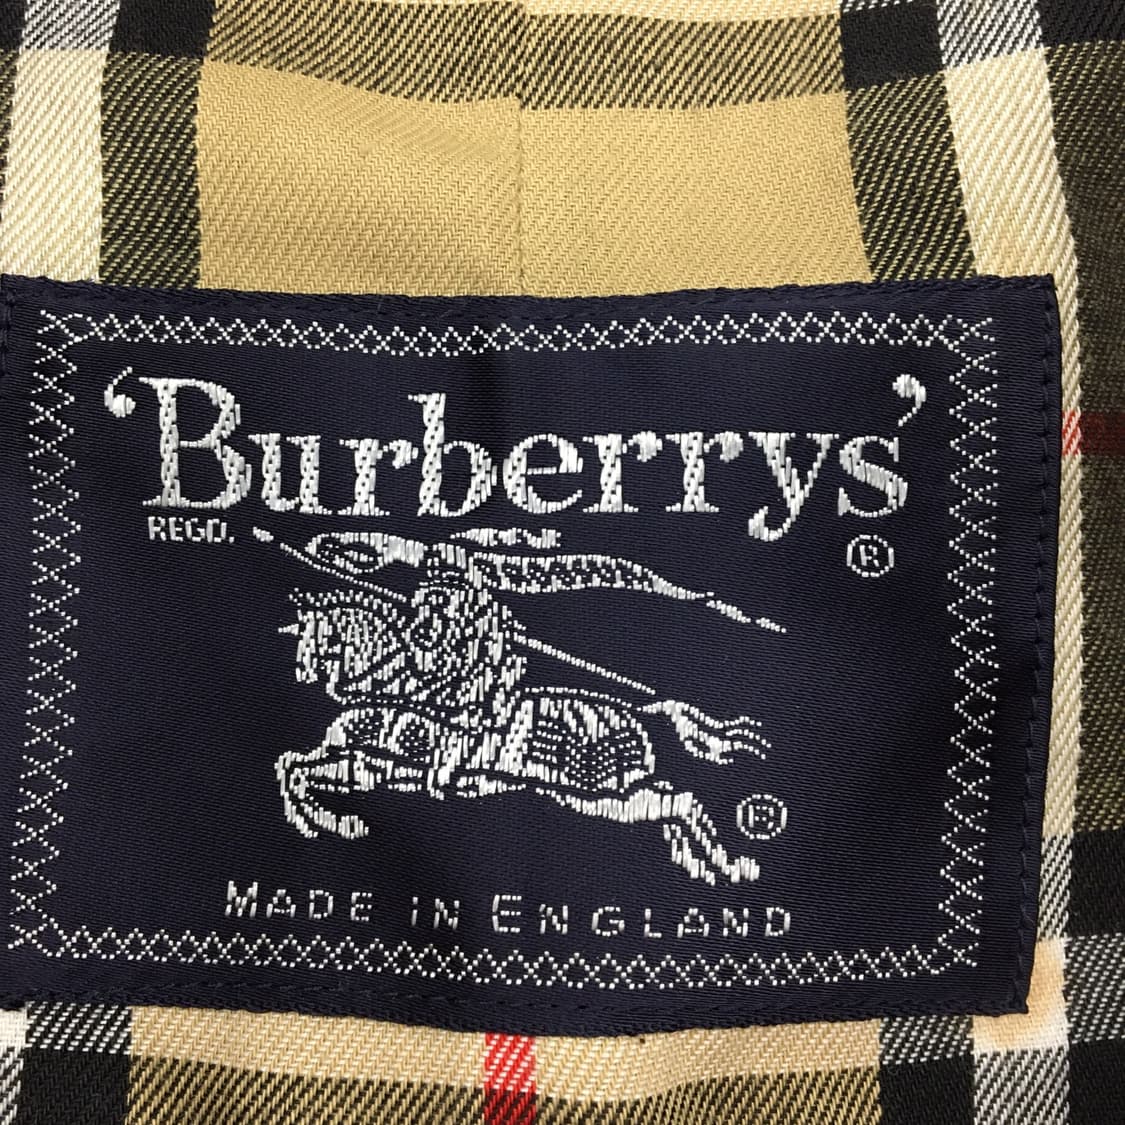 ‘Burberrys’
REGD.
®
®
MADE IN ENGLAND